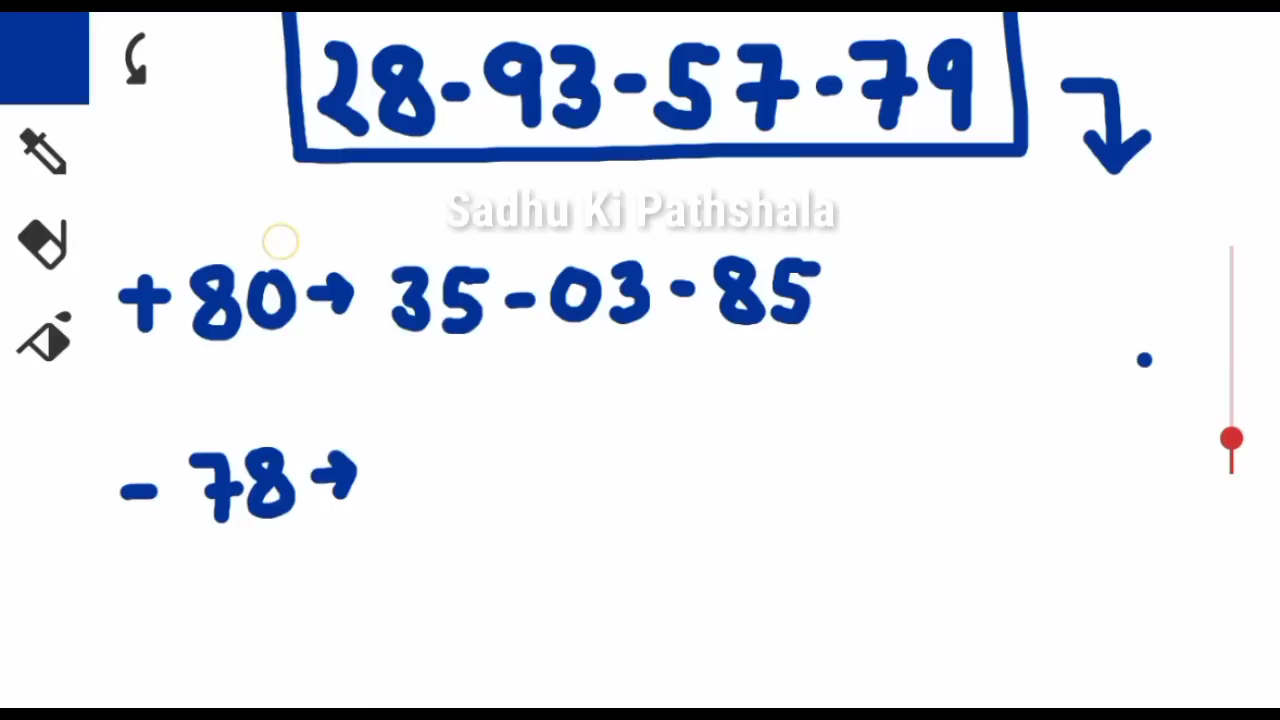 28-93-57-79
Sadhu Ki Pathshala
+80→ 35-03-85
- 78→